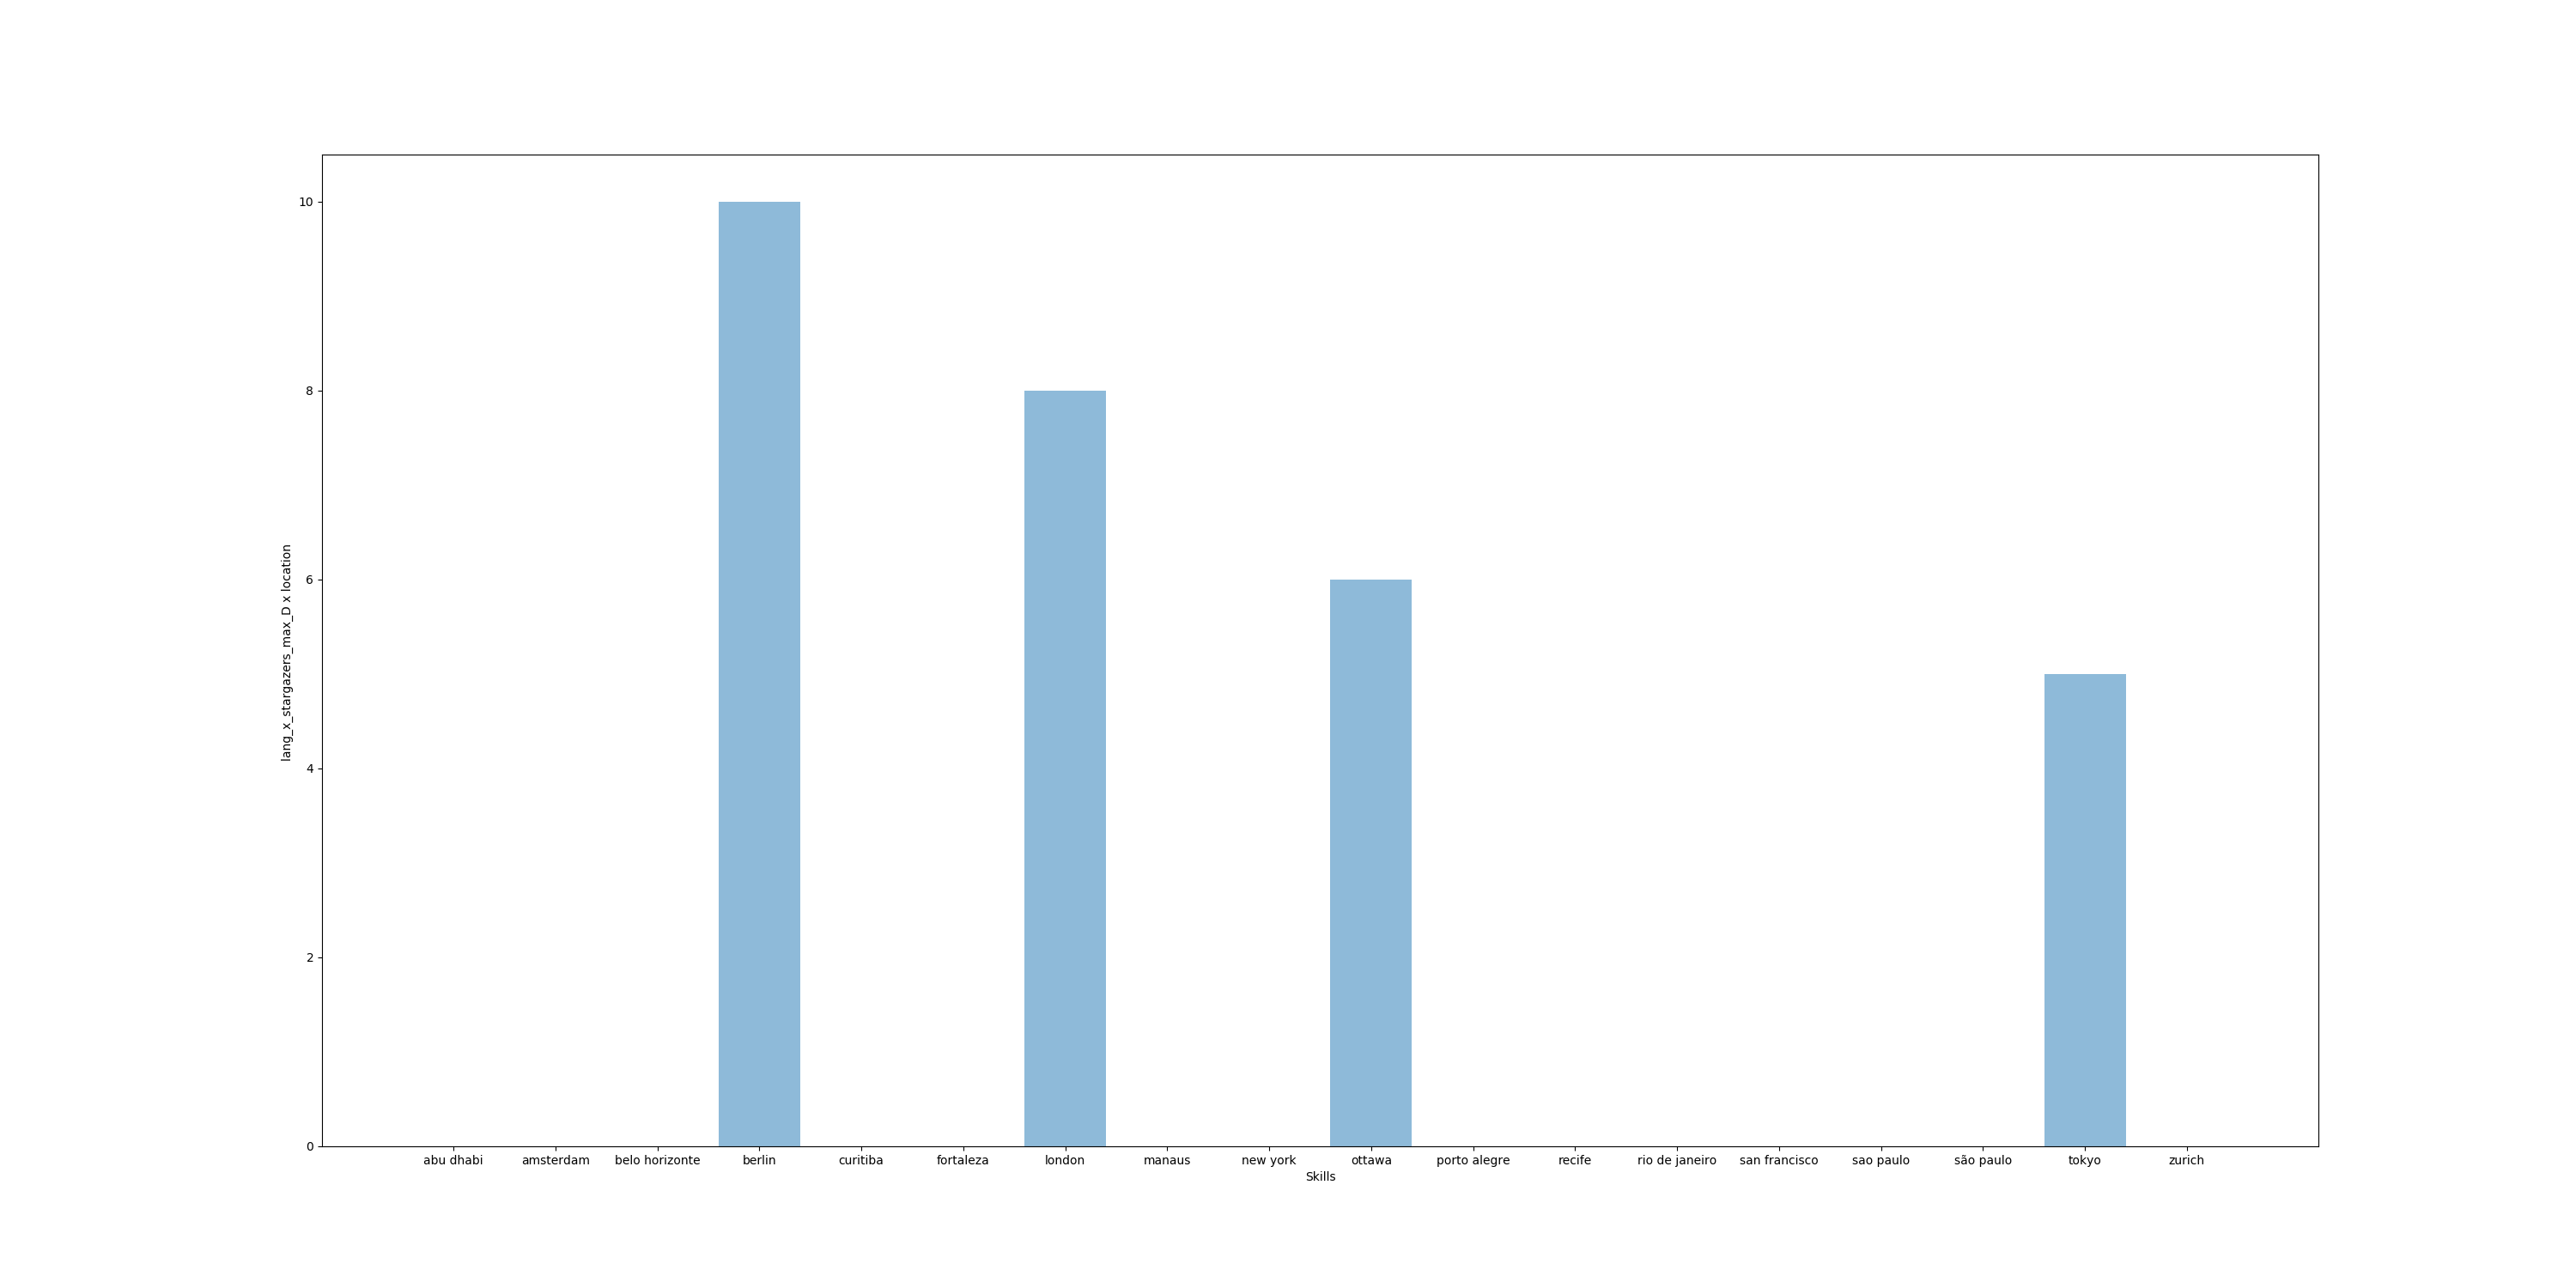 10
8
6
4
2
0
lang_x_stargazers_max_D x location
abu dhabi amsterdam belo horizonte berlin curitiba fortaleza london manaus new york ottawa porto alegre recife rio de janeiro san francisco sao paulo são paulo tokyo zurich
Skills